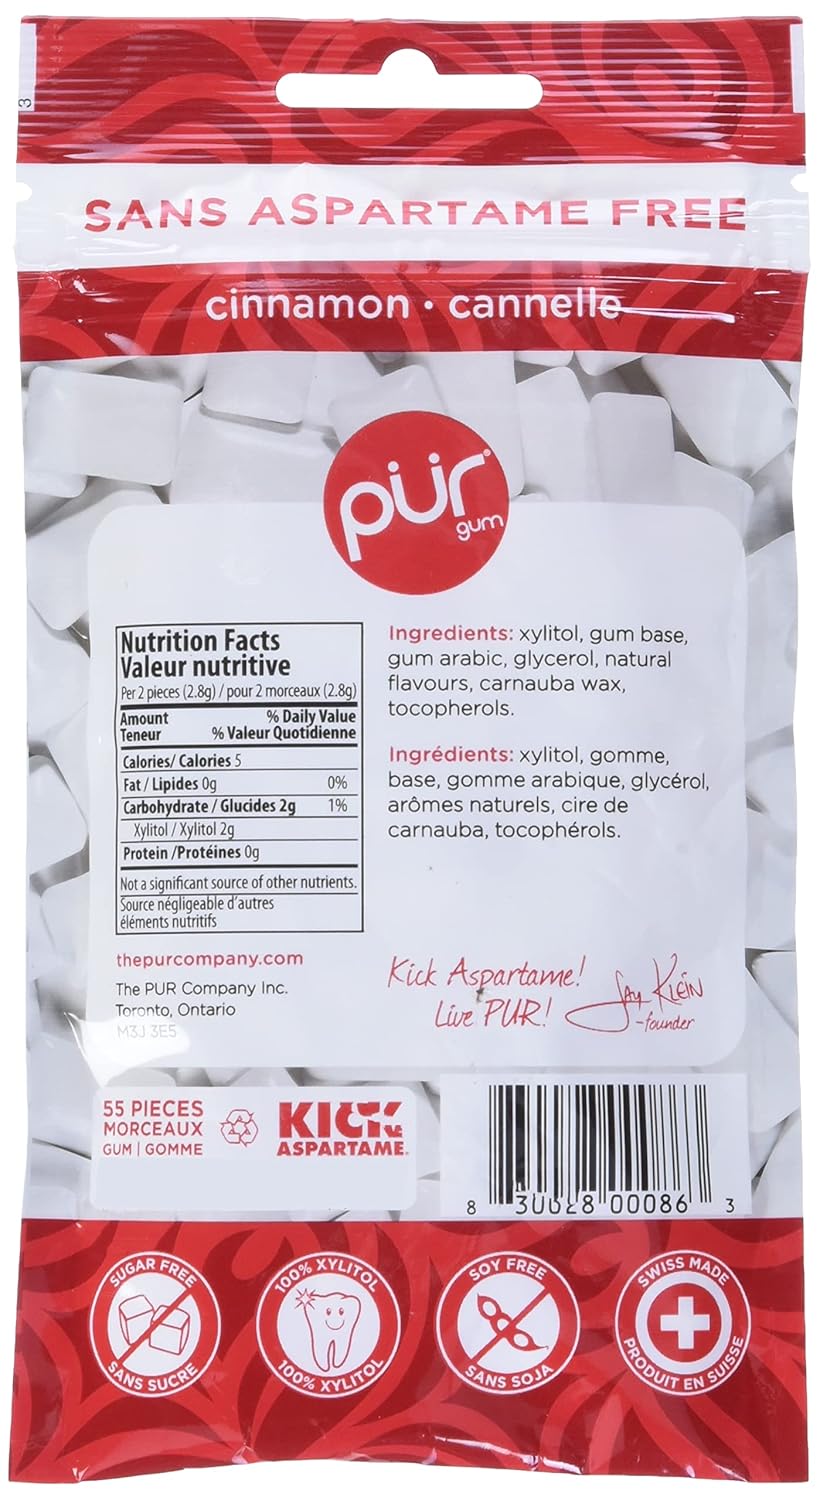 3
SANS ASPARTAME FREE
cinnamon • cannelle
pür®
gum
Nutrition Facts
Valeur nutritive
Per 2 pieces (2.8g) / pour 2 morceaux (2.8g)
Amount % Daily Value
Teneur % Valeur Quotidienne
Calories/ Calories 5
Fat / Lipides 0g 0%
Carbohydrate / Glucides 2g 1%
Xylitol / Xylitol 2g
Protein /Protéines 0g
Not a significant source of other nutrients.
Source négligeable d'autres
éléments nutritifs
Ingredients: xylitol, gum base,
gum arabic, glycerol, natural
flavours, carnauba wax,
tocopherols.
Ingrédients: xylitol, gomme,
base, gomme arabique, glycérol,
arômes naturels, cire de
carnauba, tocophérols.
thepurcompany.com
The PUR Company Inc.
Toronto, Ontario
M3J 3E5
Kick Aspartame!
Live PUR!
Jay Klein
-founder
55 PIECES
MORCEAUX
GUM | GOMME
KICK
ASPARTAME
8 30028 00086 3
SUGAR FREE
SANS SUCRE
100% XYLITOL
100% XYLITOL
SOY FREE
SANS SOJA
SWISS MADE
PRODUIT EN SUISSE